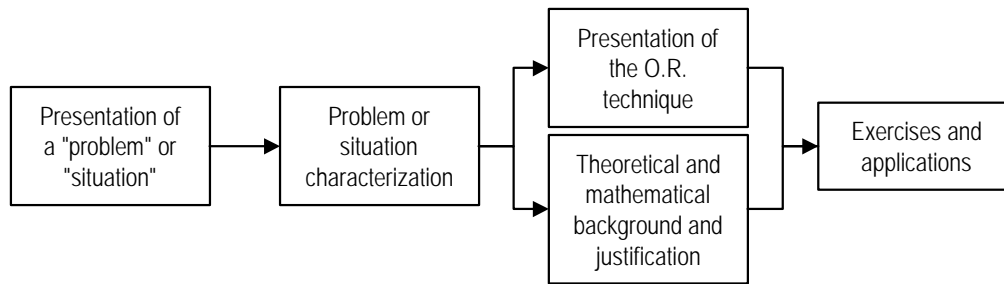 Presentation of
a "problem" or
"situation"
Problem or
situation
characterization
Presentation of
the O.R.
technique
Theoretical and
mathematical
background and
justification
Exercises and
applications